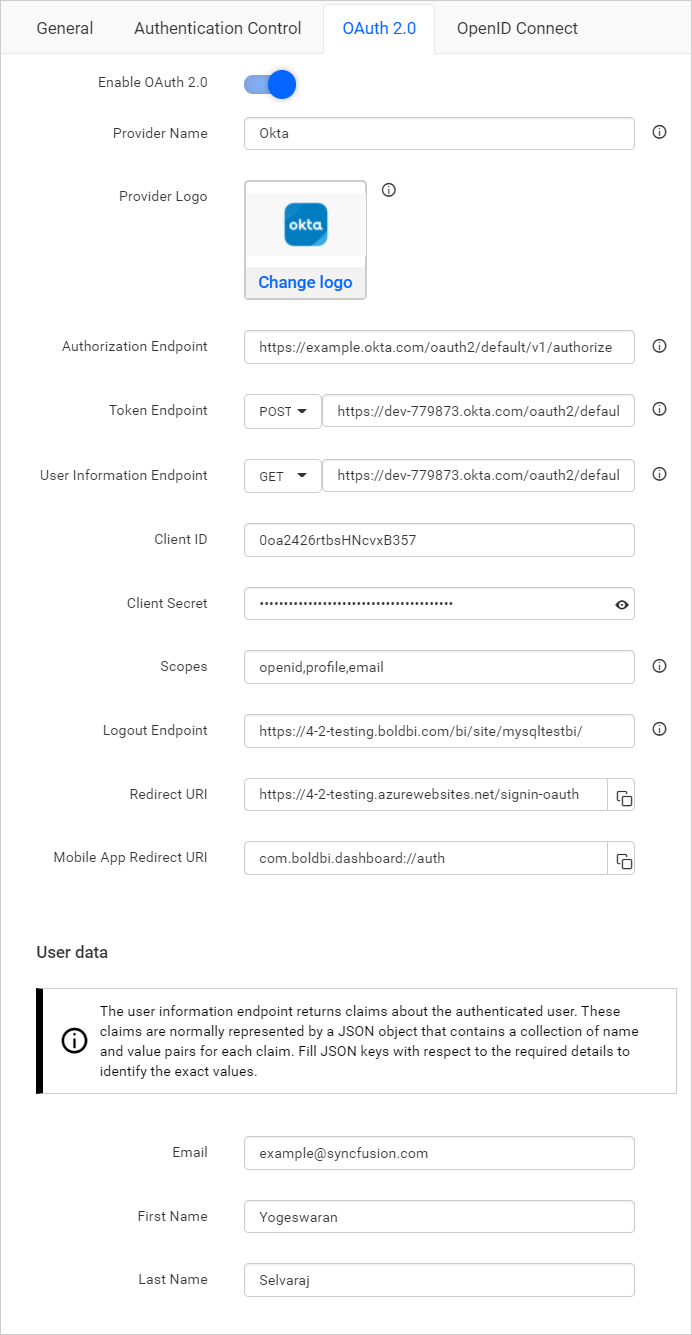 General Authentication Control OAuth 2.0 OpenID Connect
Enable OAuth 2.0
Provider Name Okta
Provider Logo
okta
Change logo
Authorization Endpoint https://example.okta.com/oauth2/default/v1/authorize
Token Endpoint POST https://dev-779873.okta.com/oauth2/defaul
User Information Endpoint GET https://dev-779873.okta.com/oauth2/defaul
Client ID 0oa2426rtbsHNcvxB357
Client Secret ••••••••••••••••••••••••••••••••••••••••
Scopes openid,profile,email
Logout Endpoint https://4-2-testing.boldbi.com/bi/site/mysqltestbi/
Redirect URI https://4-2-testing.azurewebsites.net/signin-oauth
Mobile App Redirect URI com.boldbi.dashboard://auth
User data
The user information endpoint returns claims about the authenticated user. These
claims are normally represented by a JSON object that contains a collection of name
and value pairs for each claim. Fill JSON keys with respect to the required details to
identify the exact values.
Email example@syncfusion.com
First Name Yogeswaran
Last Name Selvaraj